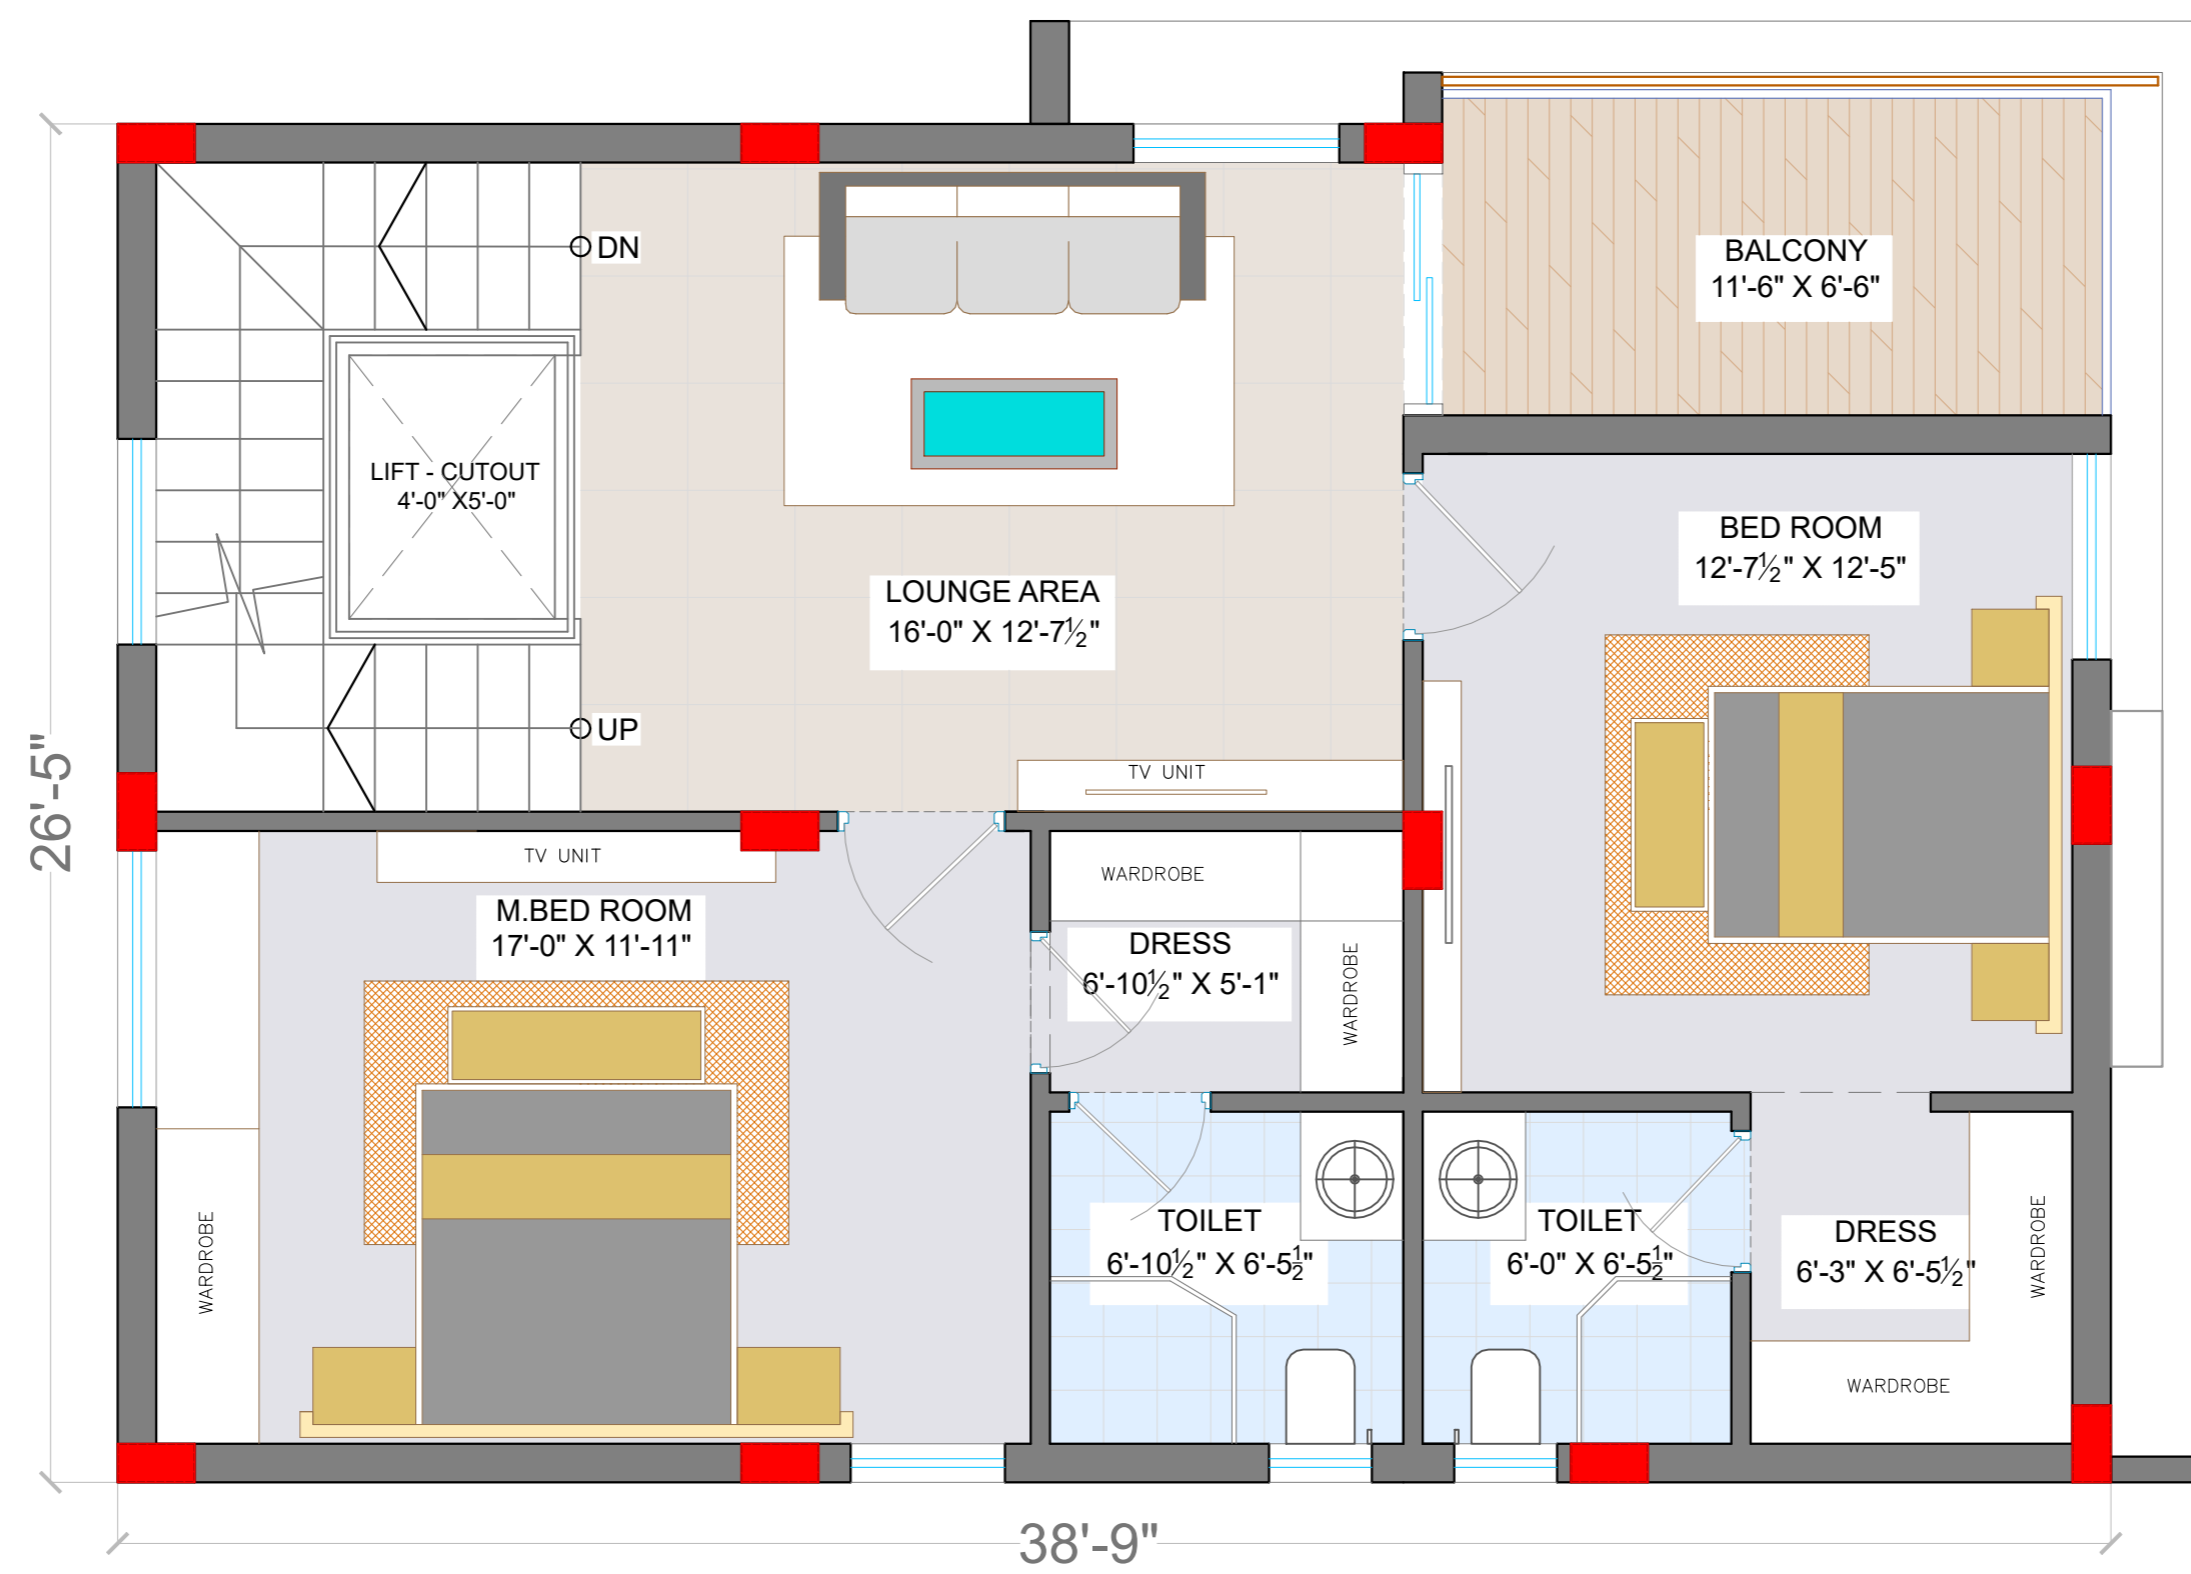 DN
BALCONY
11'-6" X 6'-6"
LIFT - CUTOUT
4'-0" X5'-0"
BED ROOM
12'-7½" X 12'-5"
LOUNGE AREA
16'-0" X 12'-7½"
UP
TV UNIT
26'-5"
TV UNIT
M.BED ROOM
17'-0" X 11'-11"
WARDROBE
DRESS
6'-10½" X 5'-1"
WARDROBE
WARDROBE
TOILET
6'-10½" X 6'-5½"
TOILET
6'-0" X 6'-5½"
DRESS
6'-3" X 6'-5½"
WARDROBE
WARDROBE
38'-9"